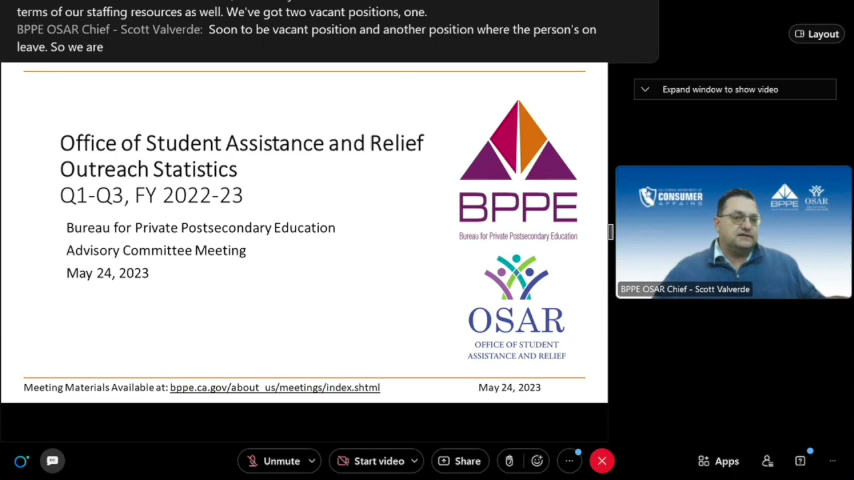 terms of our staffing resources as well. We've got two vacant positions, one.
BPPE OSAR Chief - Scott Valverde: Soon to be vacant position and another position where the person's on
leave. So we are
Layout
Expand window to show video
Office of Student Assistance and Relief
Outreach Statistics
Q1-Q3, FY 2022-23
Bureau for Private Postsecondary Education
Advisory Committee Meeting
May 24, 2023
BPPE
Bureau for Private Postsecondary Education
OSAR
OFFICE OF STUDENT
ASSISTANCE AND RELIEF
Meeting Materials Available at: bppe.ca.gov/about_us/meetings/index.shtml
May 24, 2023
CONSUMER
AFFAIRS
BPPE
OSAR
BPPE OSAR Chief - Scott Valverde
Unmute
Start video
Share
Apps